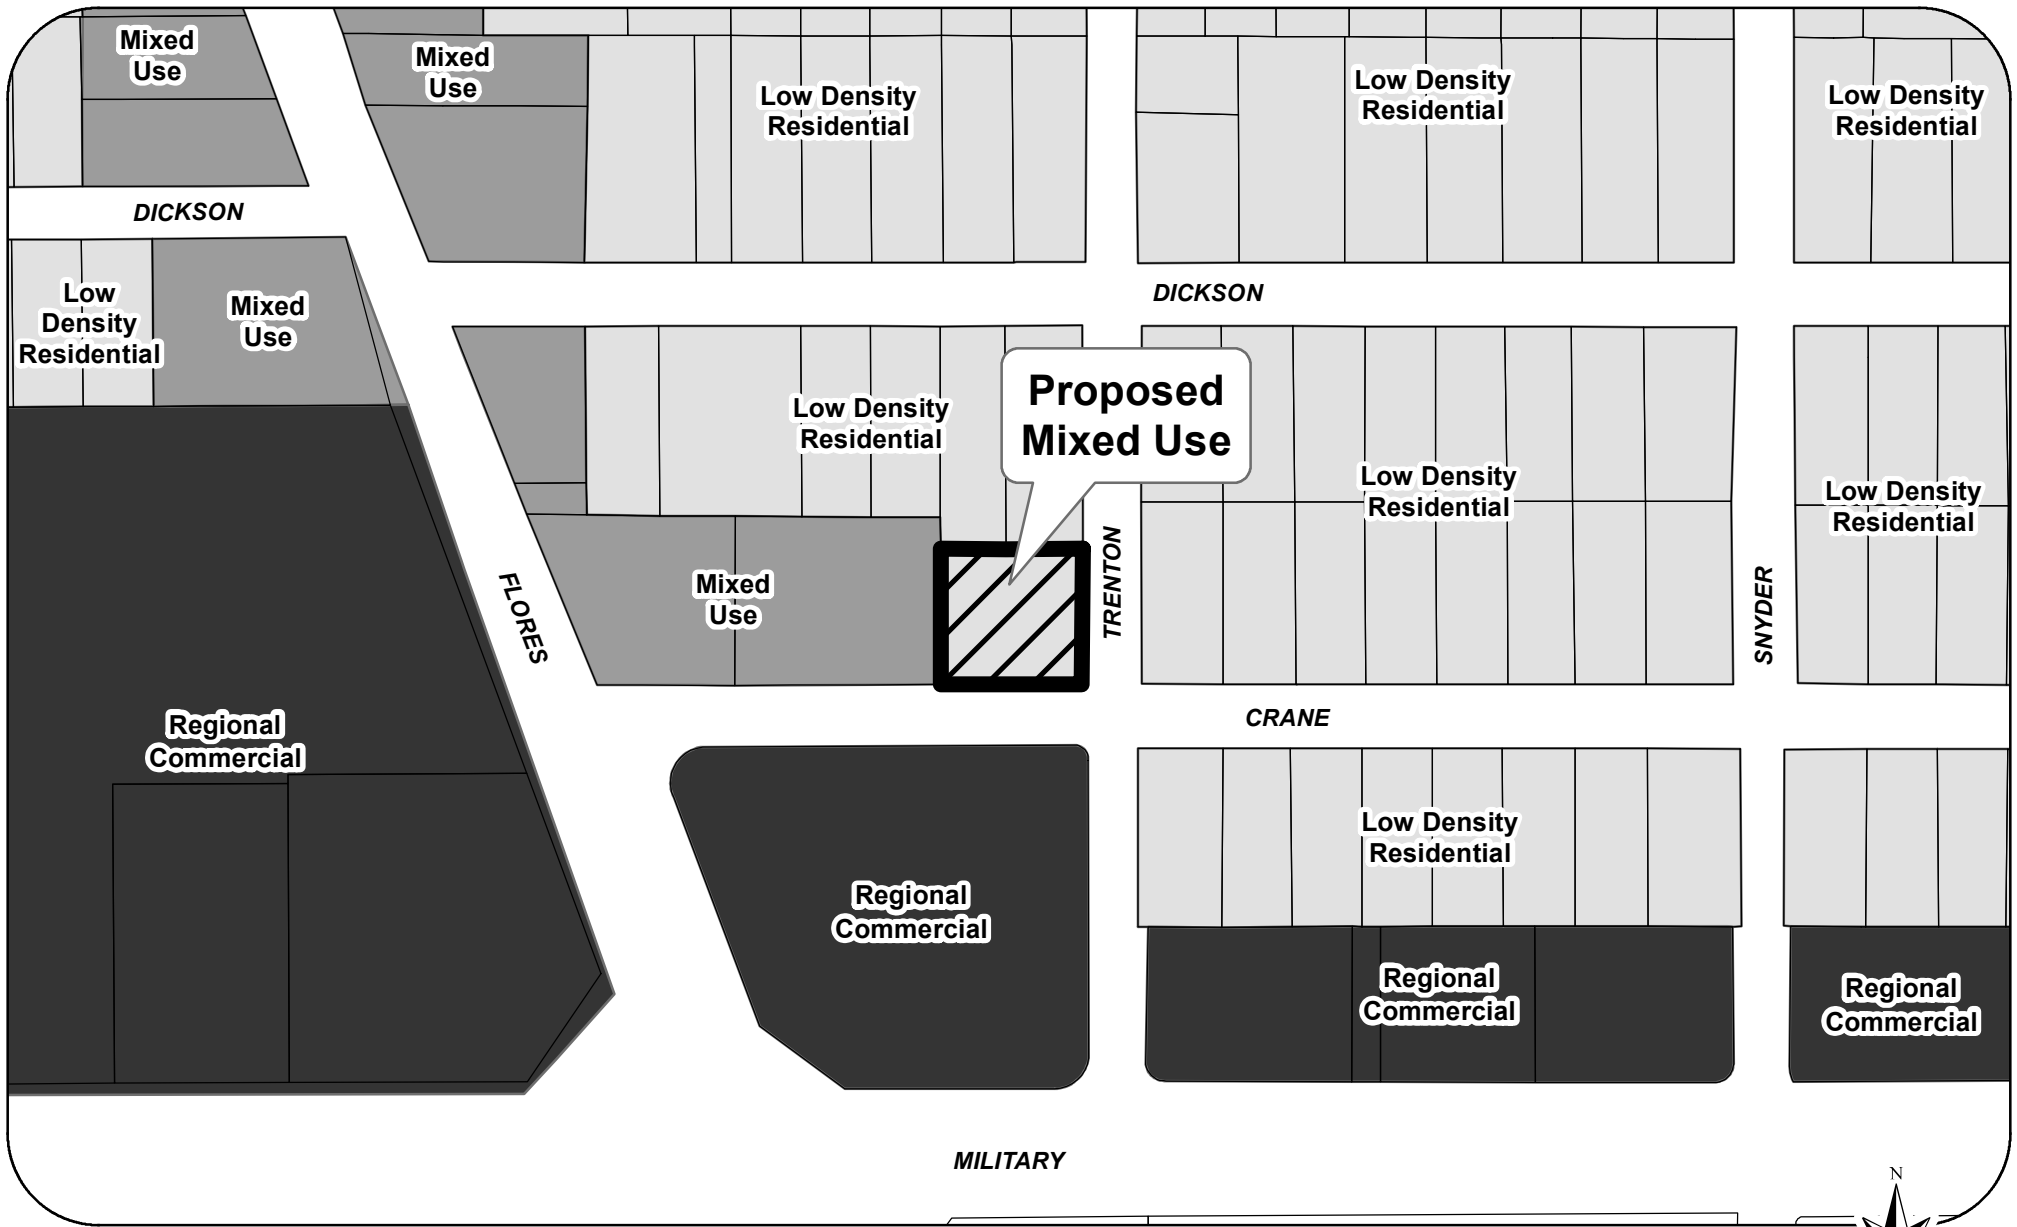 Mixed
Use
Mixed
Use
Low Density
Residential
Low Density
Residential
Low Density
Residential
DICKSON
DICKSON
Low
Density
Residential
Mixed
Use
Low Density
Residential
Proposed
Mixed Use
Low Density
Residential
Low Density
Residential
Mixed
Use
FLORES
TRENTON
SNYDER
CRANE
Regional
Commercial
Regional
Commercial
Low Density
Residential
Regional
Commercial
Regional
Commercial
MILITARY
N